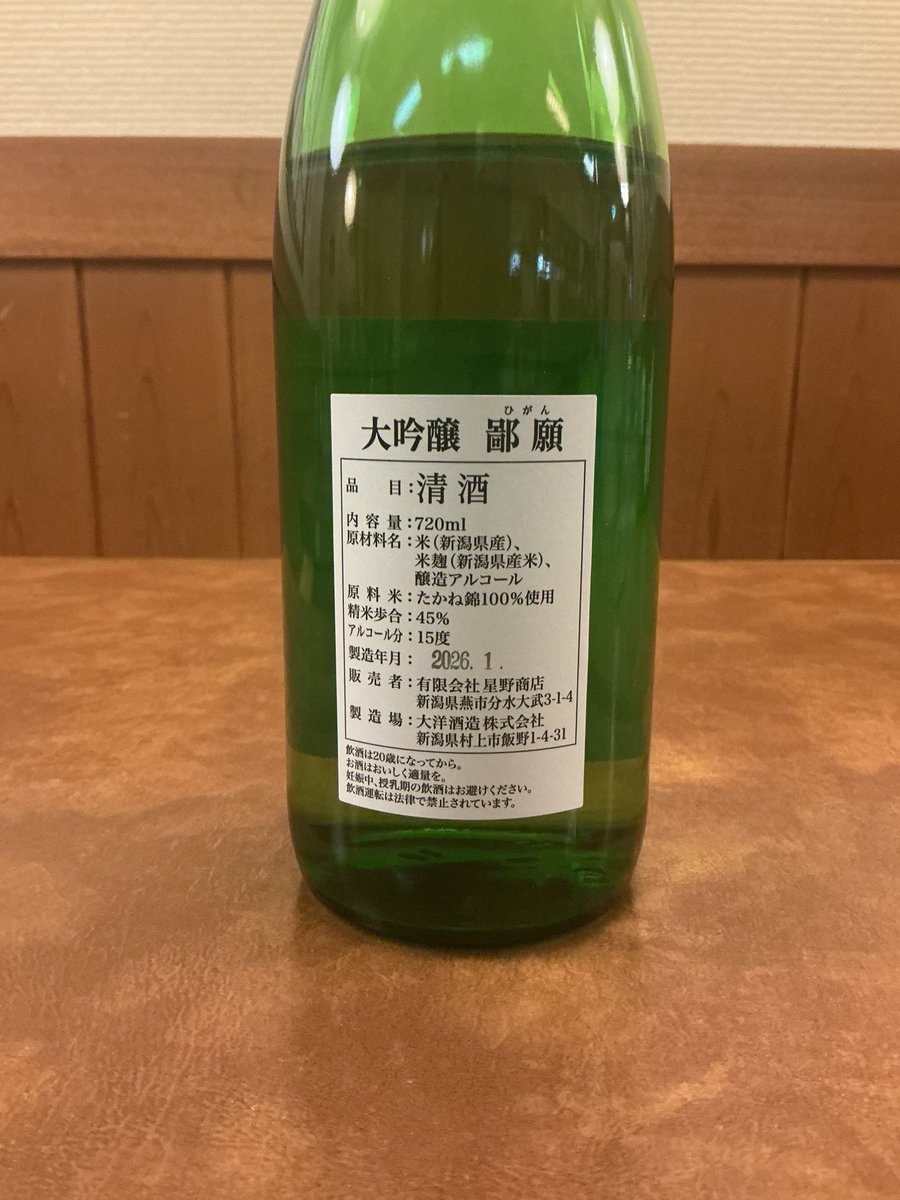 ひがん
大吟醸 鄙願
品目:清酒
内容量:720ml
原材料名:米(新潟県産)、
米麹(新潟県産米)、
醸造アルコール
原料米:たかね錦100%使用
精米歩合:45%
アルコール分:15度
製造年月:2026.1.
販売者:有限会社 星野商店
新潟県燕市分水大武3-1-4
製造場:大洋酒造株式会社
新潟県村上市飯野1-4-31
飲酒は20歳になってから。
お酒はおいしく適量を。
妊娠中、授乳期の飲酒はお避けください。
飲酒運転は法律で禁止されています。